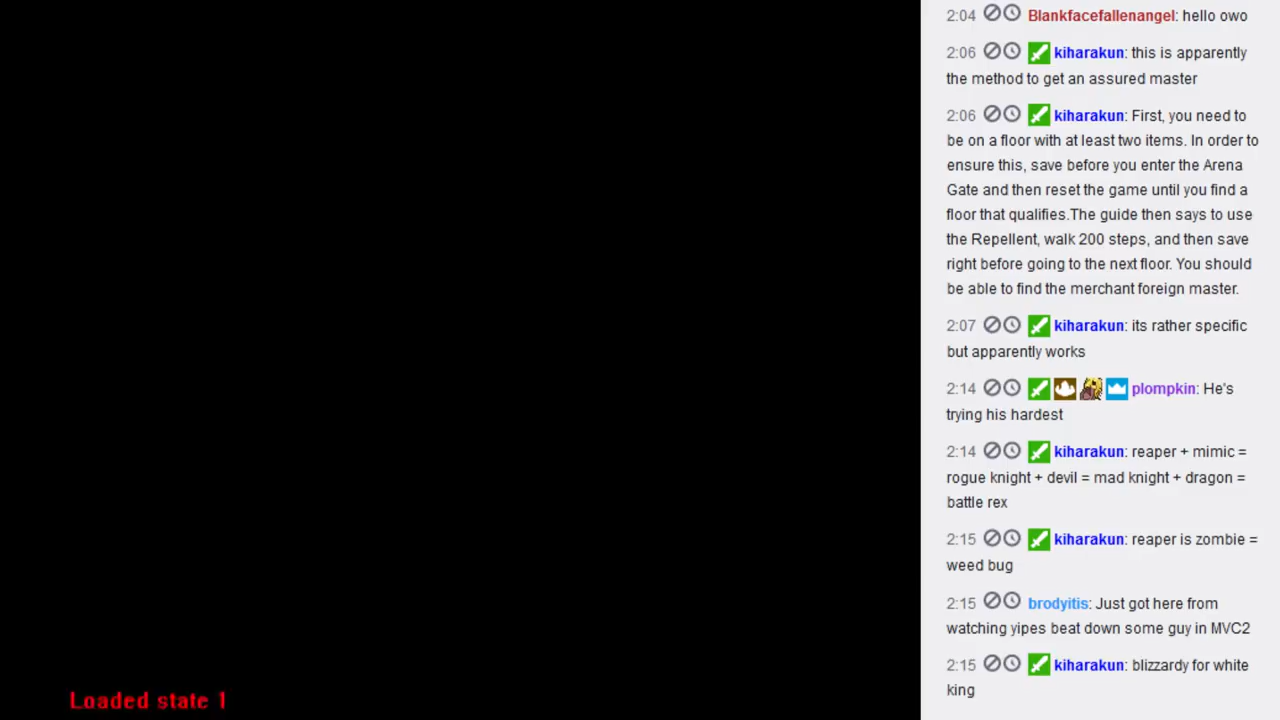 2:04 Blankfacefallenangel: hello owo
2:06 kiharakun: this is apparently
the method to get an assured master
2:06 kiharakun: First, you need to
be on a floor with at least two items. In order to
ensure this, save before you enter the Arena
Gate and then reset the game until you find a
floor that qualifies.The guide then says to use
the Repellent, walk 200 steps, and then save
right before going to the next floor. You should
be able to find the merchant foreign master.
2:07 kiharakun: its rather specific
but apparently works
2:14 plompkin: He's
trying his hardest
2:14 kiharakun: reaper + mimic =
rogue knight + devil = mad knight + dragon =
battle rex
2:15 kiharakun: reaper is zombie =
weed bug
2:15 brodyitis: Just got here from
watching yipes beat down some guy in MVC2
2:15 kiharakun: blizzardy for white
king
Loaded state 1